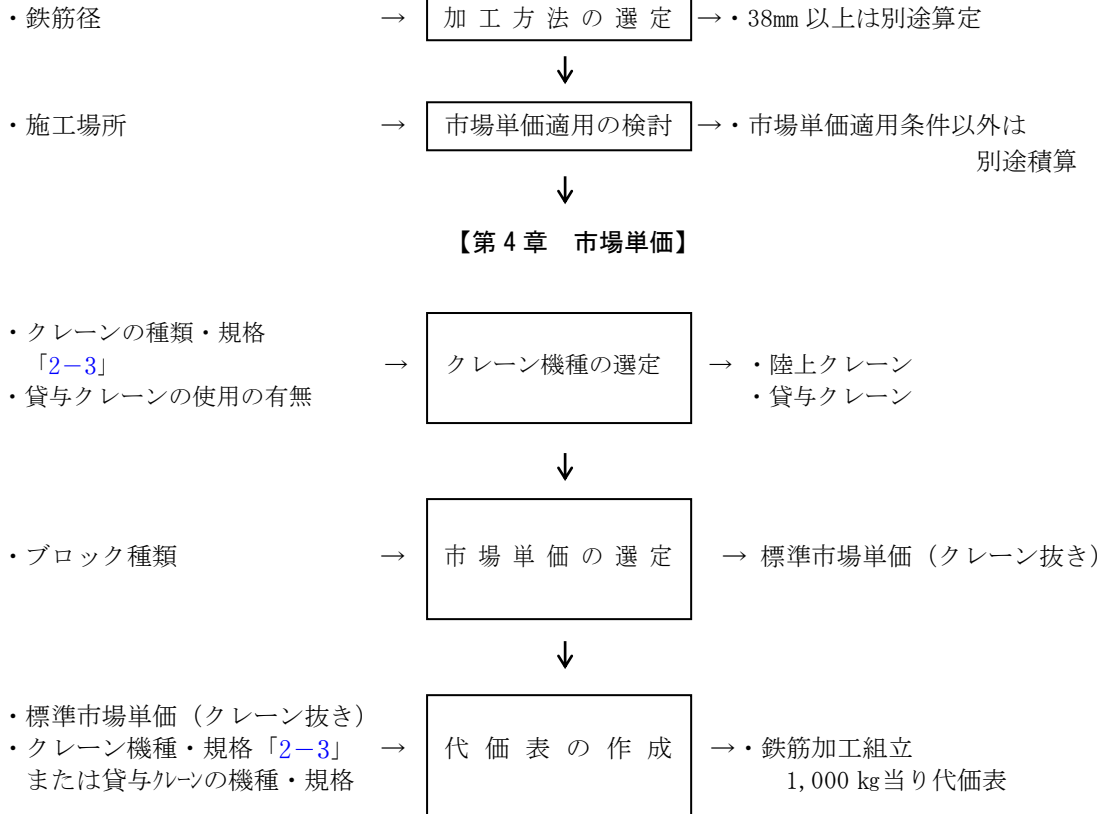 ・鉄筋径 → 加工方法の選定 →・38mm 以上は別途算定
↓
・施工場所 → 市場単価適用の検討 →・市場単価適用条件以外は
別途積算
↓
【第4章　市場単価】
・クレーンの種類・規格
「2－3」 → クレーン機種の選定 → ・陸上クレーン
・貸与クレーンの使用の有無 ・貸与クレーン
↓
・ブロック種類 → 市場単価の選定 → 標準市場単価（クレーン抜き）
↓
・標準市場単価（クレーン抜き）
・クレーン機種・規格「2－3」 → 代価表の作成 →・鉄筋加工組立
または貸与ｸﾚｰﾝの機種・規格 1,000 ㎏当り代価表